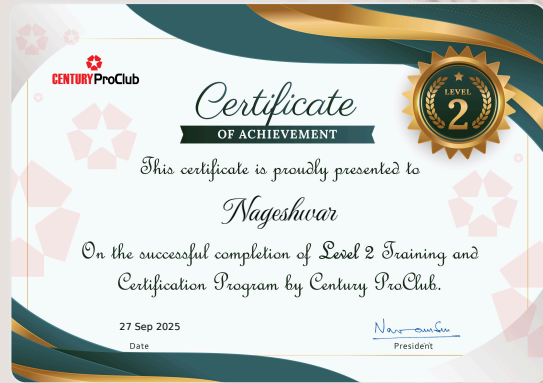 CENTURY ProClub
Certificate
OF ACHIEVEMENT
LEVEL
2
This certificate is proudly presented to
Nageshwar
On the successful completion of Level 2 Training and
Certification Program by Century ProClub.
27 Sep 2025
Date
President